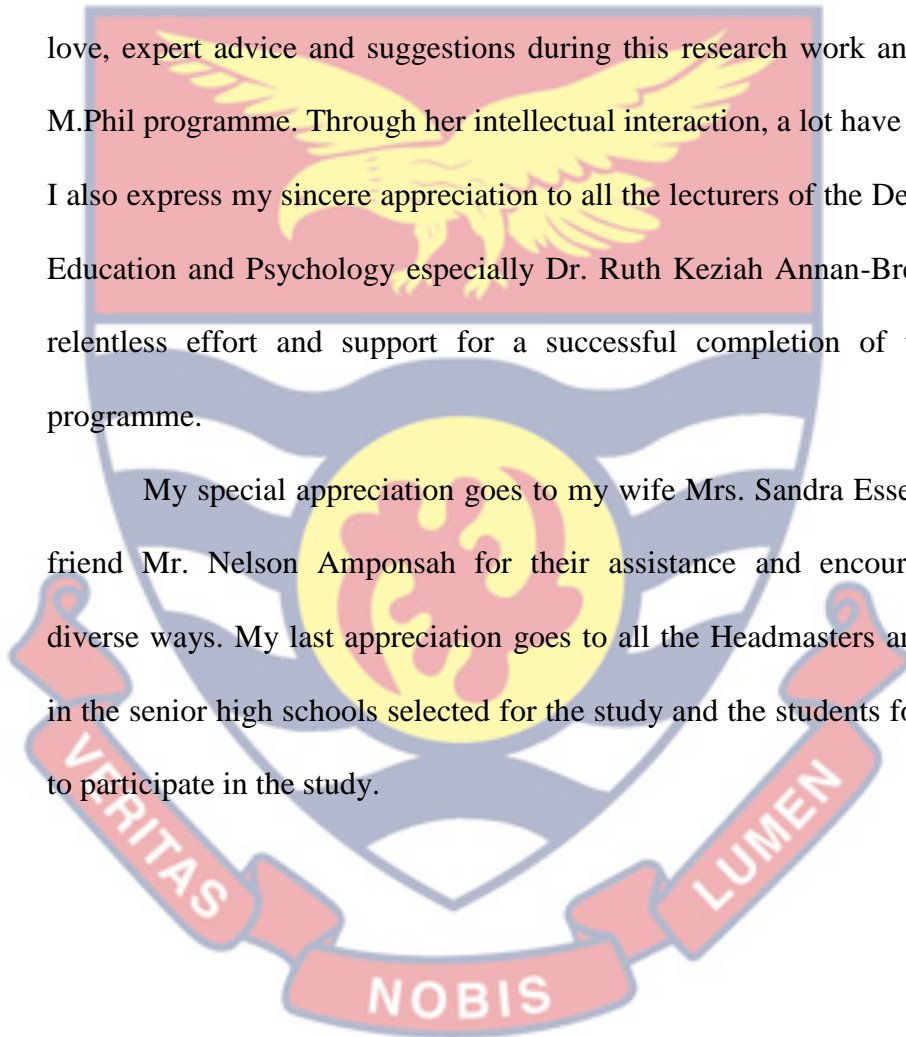 love, expert advice and suggestions during this research work an
M.Phil programme. Through her intellectual interaction, a lot have
I also express my sincere appreciation to all the lecturers of the De
Education and Psychology especially Dr. Ruth Keziah Annan-Bre
relentless effort and support for a successful completion of
programme.
My special appreciation goes to my wife Mrs. Sandra Esse
friend Mr. Nelson Amponsah for their assistance and encour
diverse ways. My last appreciation goes to all the Headmasters an
in the senior high schools selected for the study and the students fo
to participate in the study.
VERITAS
NOBIS
LUMEN